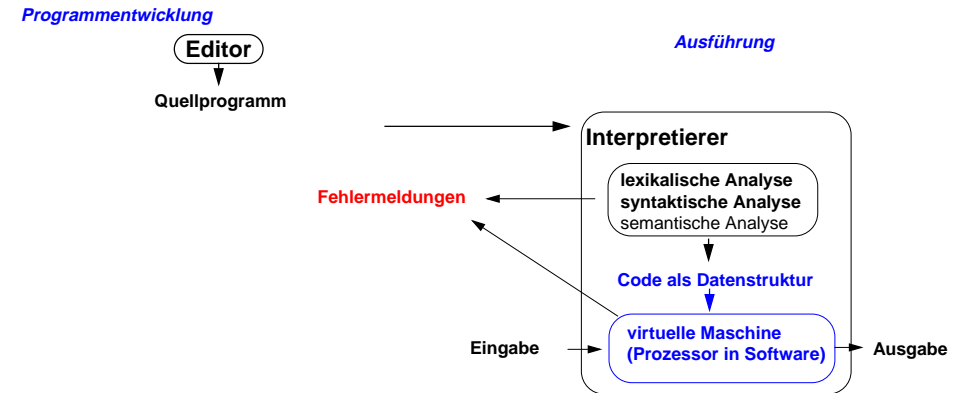 Programmentwicklung
Editor
Ausführung
Quellprogramm
Interpretierer
lexikalische Analyse
syntaktische Analyse
semantische Analyse
Fehlermeldungen
Code als Datenstruktur
virtuelle Maschine
(Prozessor in Software)
Eingabe
Ausgabe